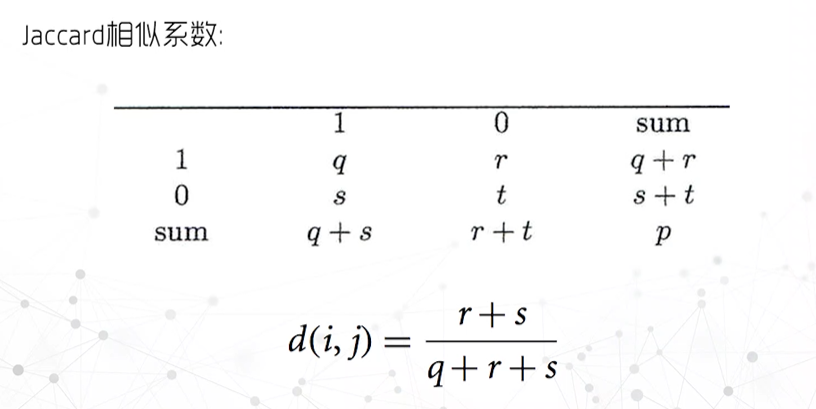 Jaccard相似系数:
1 0 sum
1 q r q + r
0 s t s + t
sum q + s r + t p
d(i, j) = \frac{r + s}{q + r + s}